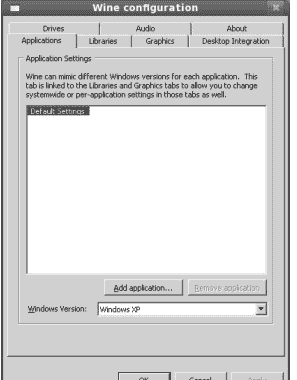 Wine configuration
Drives Audio About
Applications Libraries Graphics Desktop Integration
Application Settings
Wine can mimic different Windows versions for each application. This
tab is linked to the Libraries and Graphics tabs to allow you to change
systemwide or per-application settings in those tabs as well.
Default Settings
Add application... Remove application
Windows Version: Windows XP
OK Cancel Apply